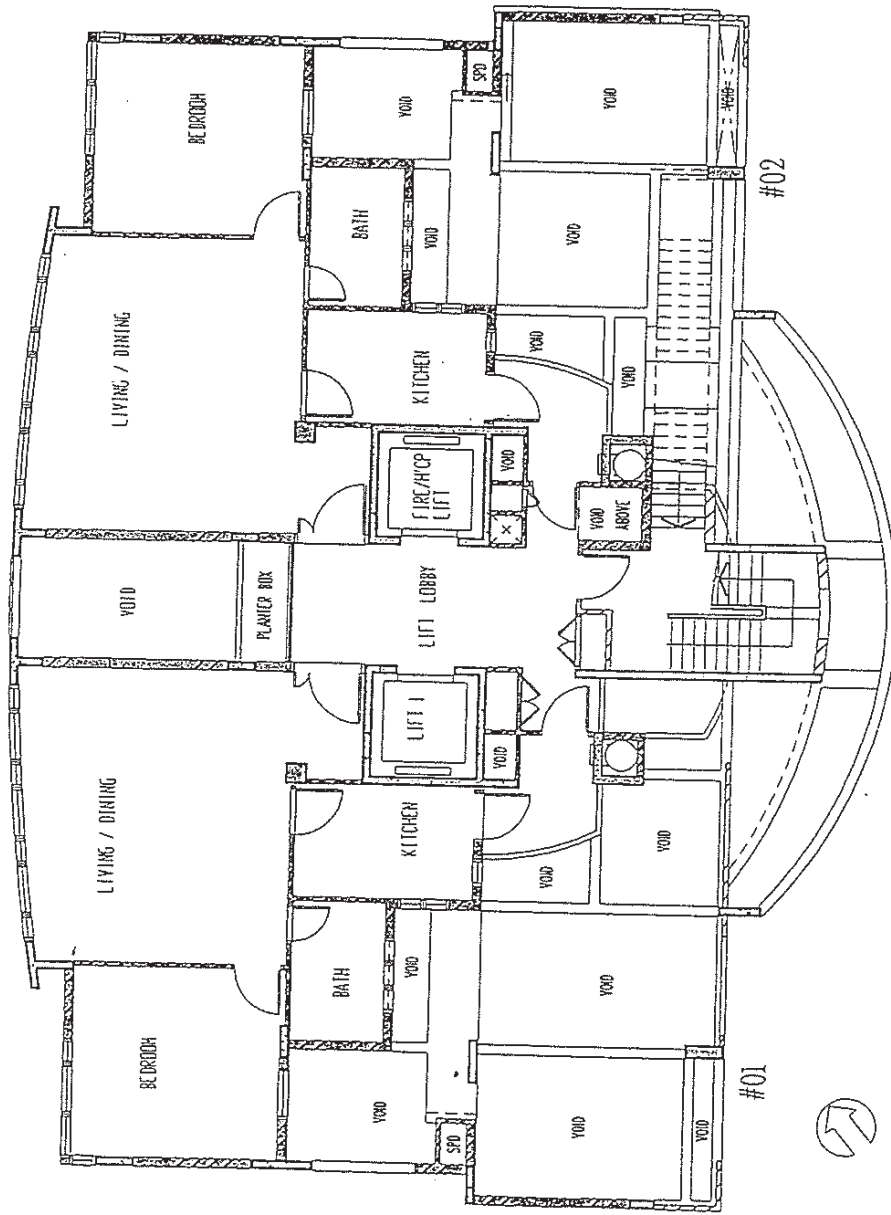 BEDROOM
LIVING / DINING
VOID
LIVING / DINING
BEDROOM
PLANTER BOX
VOID
BATH
KITCHEN
LIFT 1
LIFT LOBBY
FIRE/H'CP
LIFT
KITCHEN
BATH
VOID
SPD
VOID
VOID
VOID
VOID
SPD
VOID
VOID
VOID
VOID
VOID
ABOVE
VOID
VOID
VOID
VOID
VOID
VOID
VOID
#01
#02